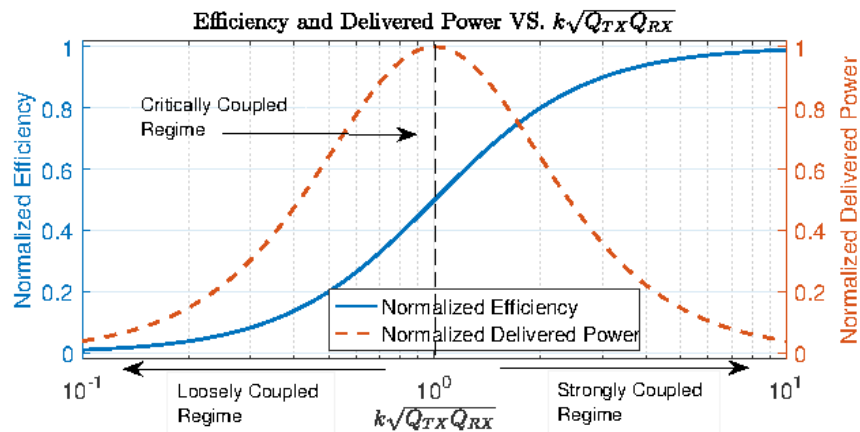 Efficiency and Delivered Power VS. k√Q_TX Q_RX
1
0.8
0.6
0.4
0.2
0
Normalized Efficiency
Critically Coupled
Regime
1
0.8
0.6
0.4
0.2
0
Normalized Delivered Power
Normalized Efficiency
Normalized Delivered Power
10^-1
10^0
10^1
Loosely Coupled
Regime
k√Q_TX Q_RX
Strongly Coupled
Regime